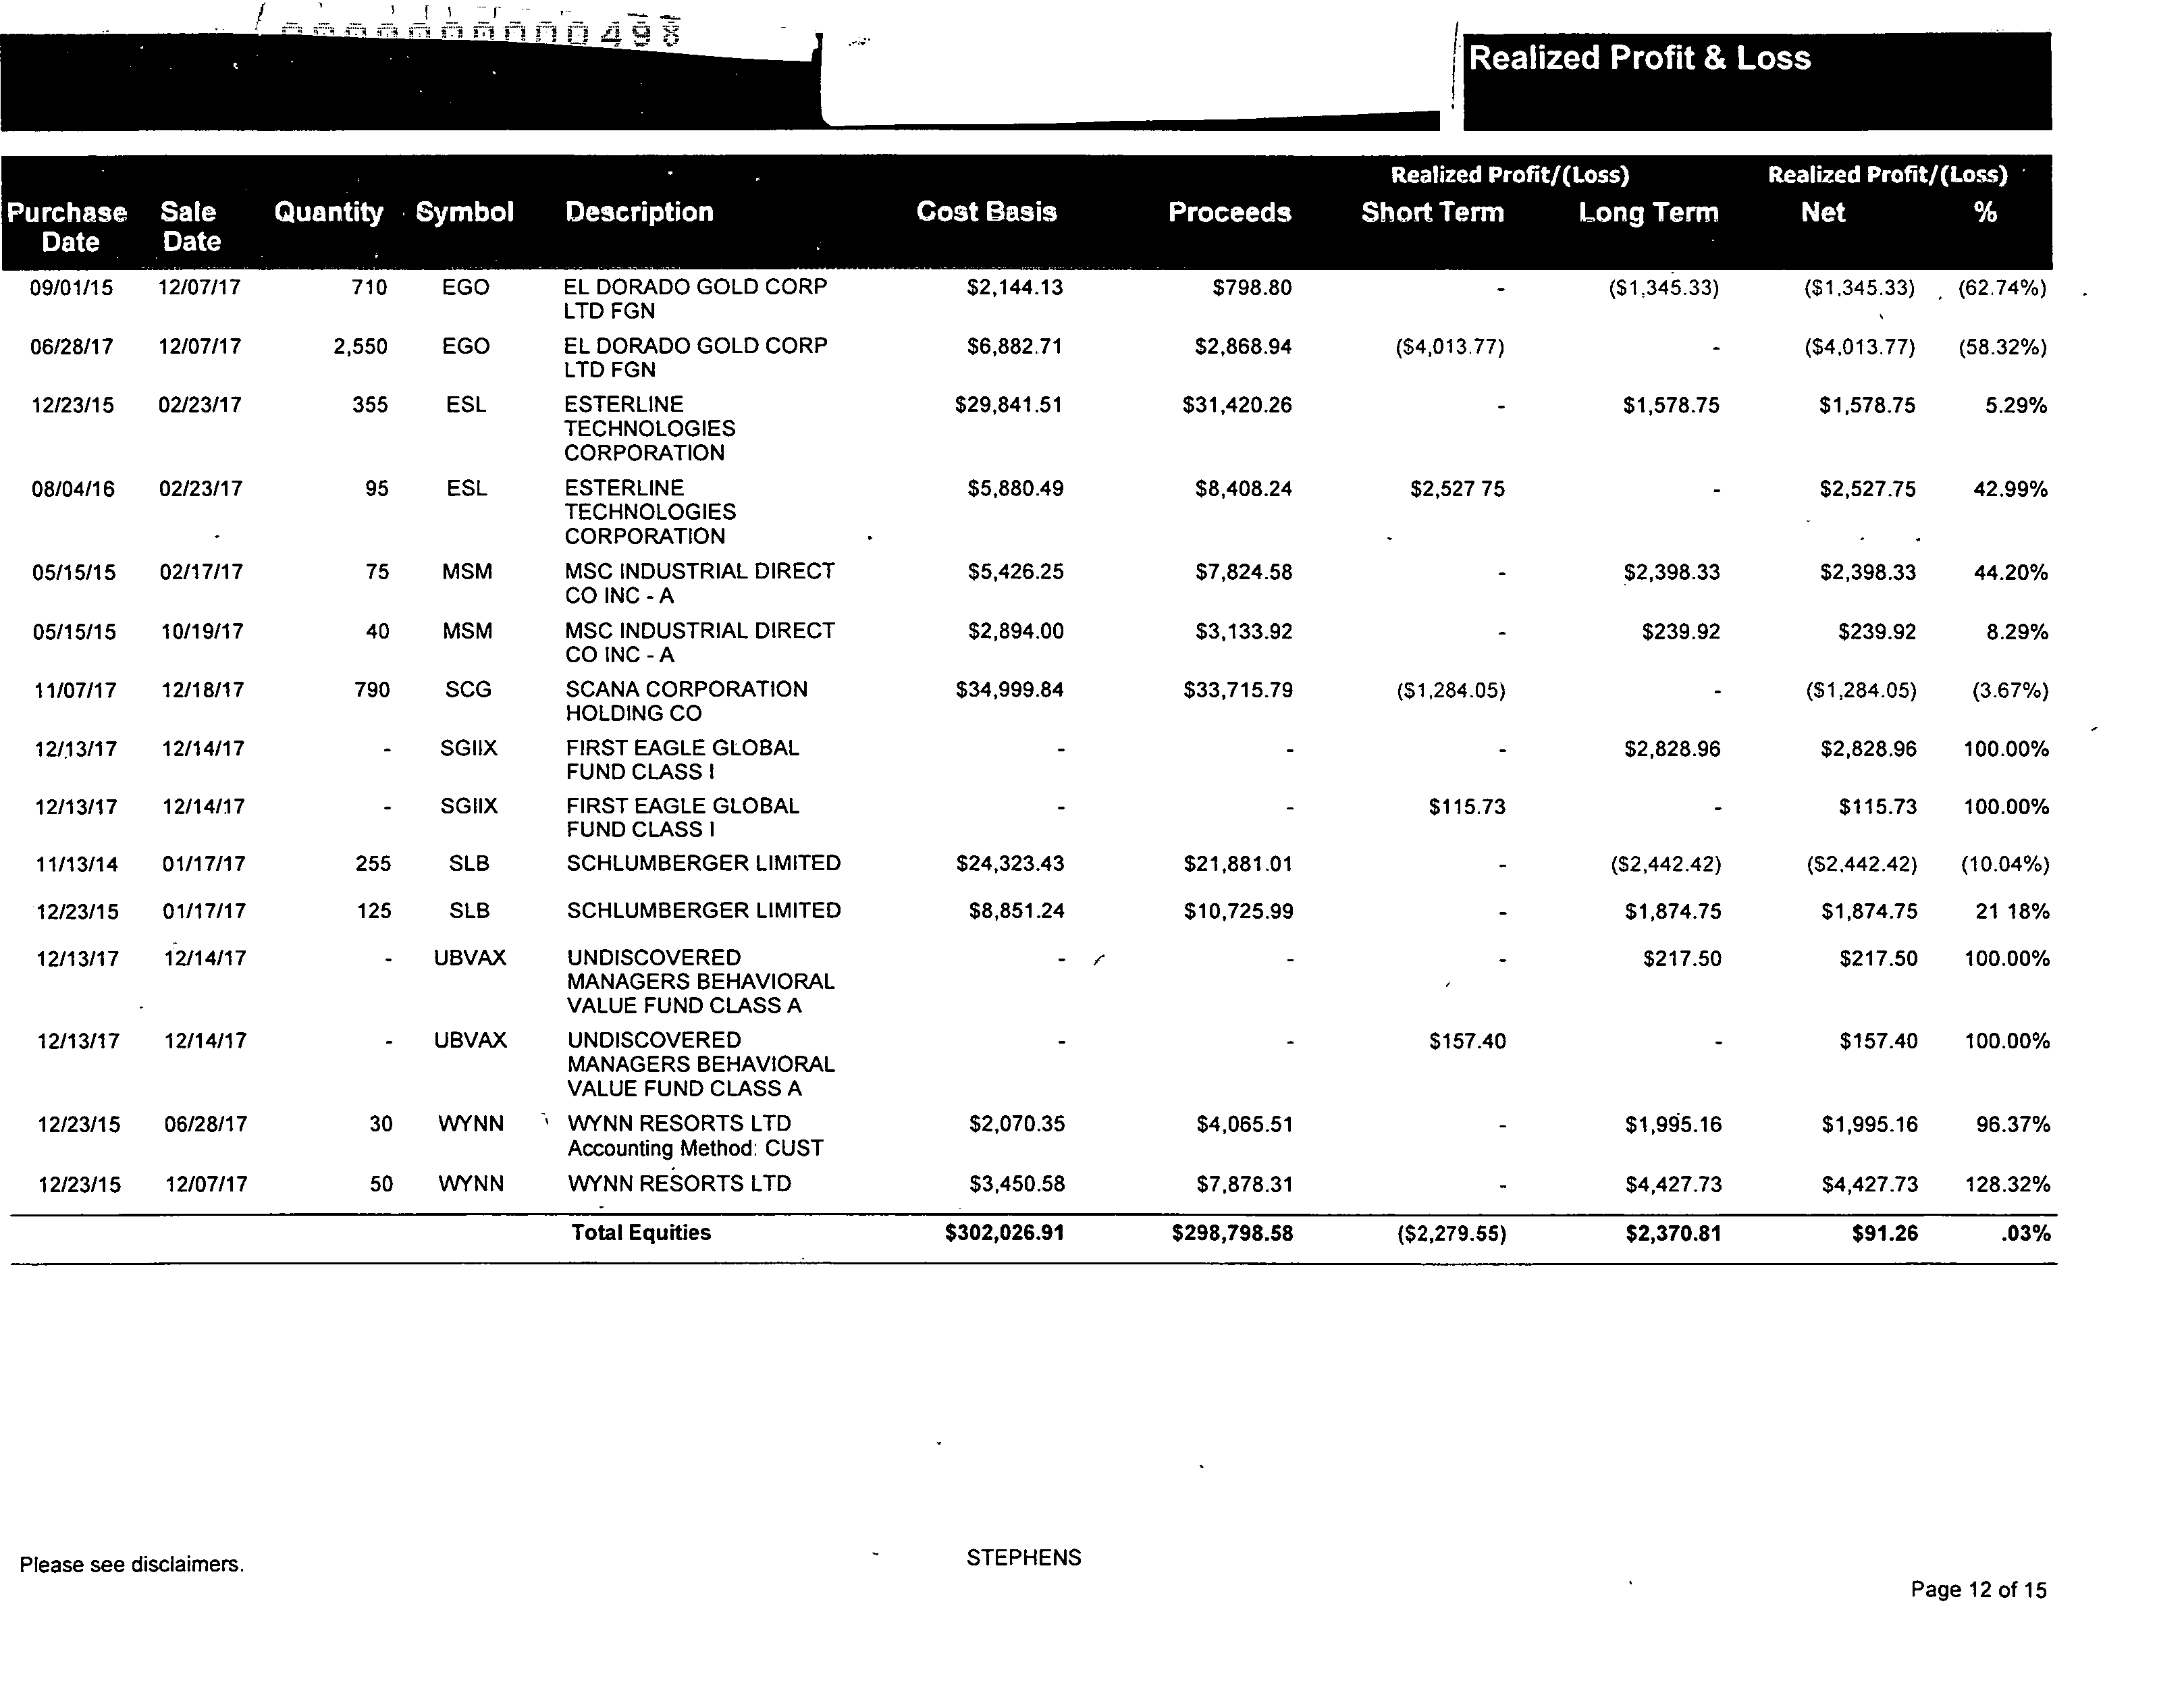 498
Realized Profit & Loss
Realized Profit/(Loss) Realized Profit/(Loss)
Purchase Sale Quantity Symbol Description Cost Basis Proceeds Short Term Long Term Net %
Date Date
09/01/15 12/07/17 710 EGO EL DORADO GOLD CORP $2,144.13 $798.80 - ($1,345.33) ($1,345.33) (62.74%)
LTD FGN
06/28/17 12/07/17 2,550 EGO EL DORADO GOLD CORP $6,882.71 $2,868.94 ($4,013.77) - ($4,013.77) (58.32%)
LTD FGN
12/23/15 02/23/17 355 ESL ESTERLINE $29,841.51 $31,420.26 - $1,578.75 $1,578.75 5.29%
TECHNOLOGIES
CORPORATION
08/04/16 02/23/17 95 ESL ESTERLINE $5,880.49 $8,408.24 $2,527 75 - $2,527.75 42.99%
TECHNOLOGIES
CORPORATION
05/15/15 02/17/17 75 MSM MSC INDUSTRIAL DIRECT $5,426.25 $7,824.58 - $2,398.33 $2,398.33 44.20%
CO INC - A
05/15/15 10/19/17 40 MSM MSC INDUSTRIAL DIRECT $2,894.00 $3,133.92 - $239.92 $239.92 8.29%
CO INC - A
11/07/17 12/18/17 790 SCG SCANA CORPORATION $34,999.84 $33,715.79 ($1,284.05) - ($1,284.05) (3.67%)
HOLDING CO
12/13/17 12/14/17 - SGIIX FIRST EAGLE GLOBAL - - - $2,828.96 $2,828.96 100.00%
FUND CLASS I
12/13/17 12/14/17 - SGIIX FIRST EAGLE GLOBAL - - $115.73 - $115.73 100.00%
FUND CLASS I
11/13/14 01/17/17 255 SLB SCHLUMBERGER LIMITED $24,323.43 $21,881.01 - ($2,442.42) ($2,442.42) (10.04%)
12/23/15 01/17/17 125 SLB SCHLUMBERGER LIMITED $8,851.24 $10,725.99 - $1,874.75 $1,874.75 21 18%
12/13/17 12/14/17 - UBVAX UNDISCOVERED - - - $217.50 $217.50 100.00%
MANAGERS BEHAVIORAL
VALUE FUND CLASS A
12/13/17 12/14/17 - UBVAX UNDISCOVERED - - $157.40 - $157.40 100.00%
MANAGERS BEHAVIORAL
VALUE FUND CLASS A
12/23/15 06/28/17 30 WYNN WYNN RESORTS LTD $2,070.35 $4,065.51 - $1,995.16 $1,995.16 96.37%
Accounting Method: CUST
12/23/15 12/07/17 50 WYNN WYNN RESORTS LTD $3,450.58 $7,878.31 - $4,427.73 $4,427.73 128.32%
Total Equities $302,026.91 $298,798.58 ($2,279.55) $2,370.81 $91.26 .03%
STEPHENS
Please see disclaimers.
Page 12 of 15